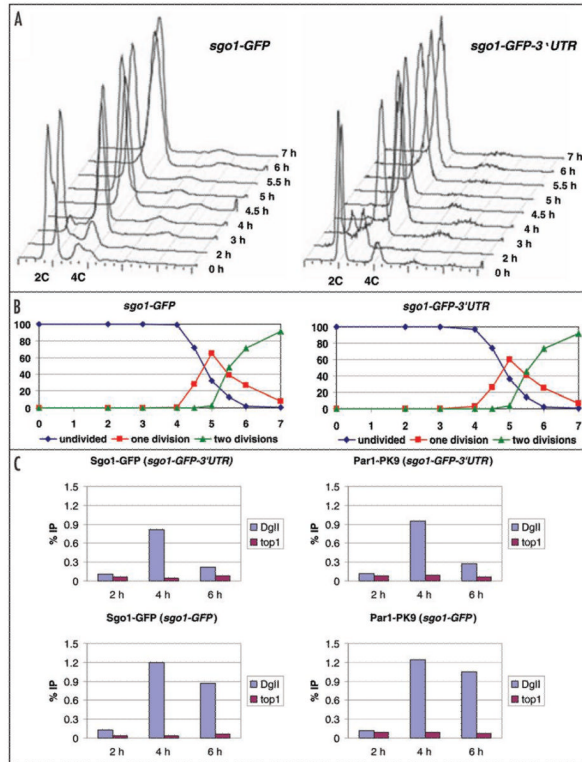 A
sgo1-GFP
sgo1-GFP-3'UTR
7 h
6 h
5.5 h
5 h
4.5 h
4 h
3 h
2 h
0 h
2C 4C
7 h
6 h
5.5 h
5 h
4.5 h
4 h
3 h
2 h
0 h
2C 4C
B
sgo1-GFP
100
80
60
40
20
0
0 1 2 3 4 5 6 7
undivided one division two divisions
sgo1-GFP-3'UTR
100
80
60
40
20
0
0 1 2 3 4 5 6 7
undivided one division two divisions
C
Sgo1-GFP (sgo1-GFP-3'UTR)
% IP
1.5
1.2
0.9
0.6
0.3
0
2 h 4 h 6 h
DgII
top1
Par1-PK9 (sgo1-GFP-3'UTR)
% IP
1.5
1.2
0.9
0.6
0.3
0
2 h 4 h 6 h
DgII
top1
Sgo1-GFP (sgo1-GFP)
% IP
1.5
1.2
0.9
0.6
0.3
0
2 h 4 h 6 h
DgII
top1
Par1-PK9 (sgo1-GFP)
% IP
1.5
1.2
0.9
0.6
0.3
0
2 h 4 h 6 h
DgII
top1